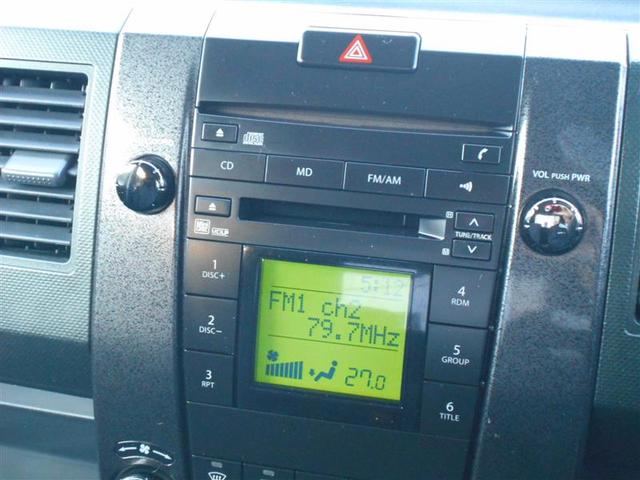 CD
MD
FM/AM
VOL PUSH PWR
TUNE/TRACK
MDLP
1
DISC+
2
DISC-
3
RPT
5:12
FM1 ch2
79.7MHz
27.0
4
RDM
5
GROUP
6
TITLE